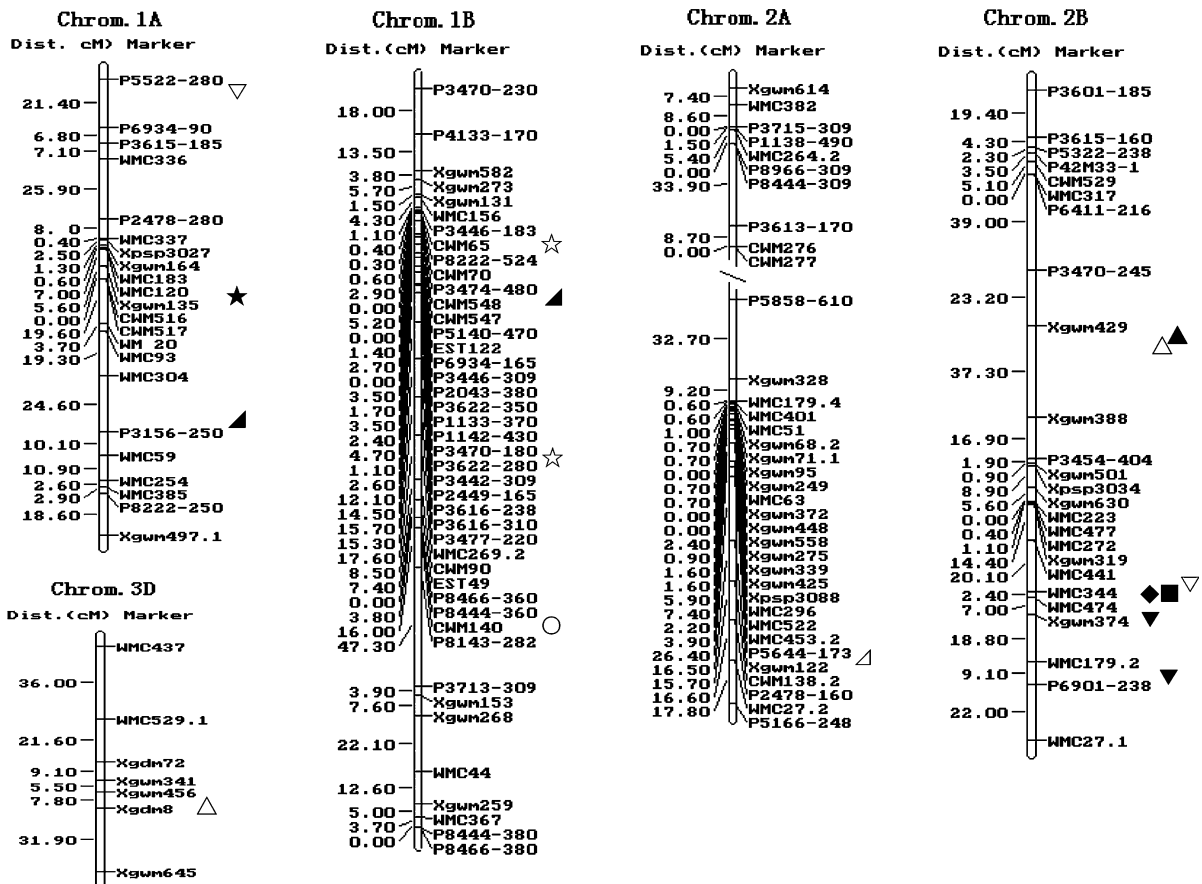 Chrom. 1A
Dist. cM) Marker
P5522-280
21.40
P6934-90
6.80
P3615-185
7.10
WMC336
25.90
P2478-280
8. 0
WMC337
0.40
Xpsp3027
2.50
Xgwm164
1.30
WMC183
0.60
WMC120
7.00
Xgwm135
5.60
CWM516
0.00
CWM517
19.60
WM 20
3.70
WMC93
19.30
WMC304
24.60
P3156-250
10.10
WMC59
10.90
WMC254
2.60
WMC385
2.90
P8222-250
18.60
Xgwm497.1
Chrom. 3D
Dist.(cM) Marker
WMC437
36.00
WMC529.1
21.60
Xgdm72
9.10
Xgwm341
5.50
Xgwm456
7.80
Xgdm8
31.90
Xgwm645
Chrom. 1B
Dist.(cM) Marker
P3470-230
18.00
P4133-170
13.50
Xgwm582
3.80
Xgwm273
5.70
Xgwm131
1.50
WMC156
4.30
P3446-183
1.10
CWM65
0.40
P8222-524
0.30
CWM70
0.60
P3474-480
2.90
CWM548
0.00
CWM547
5.20
P5140-470
0.00
EST122
1.40
P6934-165
2.70
P3446-309
0.00
P2043-380
3.50
P3622-350
1.70
P1133-370
3.50
P1142-430
2.40
P3470-180
4.70
P3622-280
1.10
P3442-309
2.60
P2449-165
12.10
P3616-238
14.50
P3616-310
15.70
P3477-220
15.30
WMC269.2
17.60
CWM90
8.50
EST49
7.40
P8466-360
0.00
P8444-360
3.80
CWM140
16.00
P8143-282
47.30
P3713-309
3.90
Xgwm153
7.60
Xgwm268
22.10
WMC44
12.60
Xgwm259
5.00
WMC367
3.70
P8444-380
0.00
P8466-380
Chrom. 2A
Dist.(cM) Marker
Xgwm614
7.40
WMC382
8.60
P3715-309
0.00
P1138-490
1.50
WMC264.2
5.40
P8966-309
0.00
P8444-309
33.90
P3613-170
8.70
CWM276
0.00
CWM277
P5858-610
32.70
Xgwm328
9.20
WMC179.4
0.60
WMC401
0.60
WMC51
1.00
Xgwm68.2
0.70
Xgwm71.1
0.70
Xgwm95
0.00
Xgwm249
0.70
WMC63
0.70
Xgwm372
0.00
Xgwm448
0.00
Xgwm558
2.40
Xgwm275
0.90
Xgwm339
1.60
Xgwm425
1.60
Xpsp3088
5.90
WMC296
7.40
WMC522
2.20
WMC453.2
3.90
P5644-173
26.40
Xgwm122
16.50
CWM138.2
15.70
P2478-160
16.60
WMC27.2
17.80
P5166-248
Chrom. 2B
Dist.(cM) Marker
P3601-185
19.40
P3615-160
4.30
P5322-238
2.30
P42M33-1
3.50
CWM529
5.10
WMC317
0.00
P6411-216
39.00
P3470-245
23.20
Xgwm429
37.30
Xgwm388
16.90
P3454-404
1.90
Xgwm501
0.90
Xpsp3034
8.90
Xgwm630
5.60
WMC223
0.00
WMC477
0.40
WMC272
1.10
Xgwm319
14.40
WMC441
20.10
WMC344
2.40
WMC474
7.00
Xgwm374
18.80
WMC179.2
9.10
P6901-238
22.00
WMC27.1